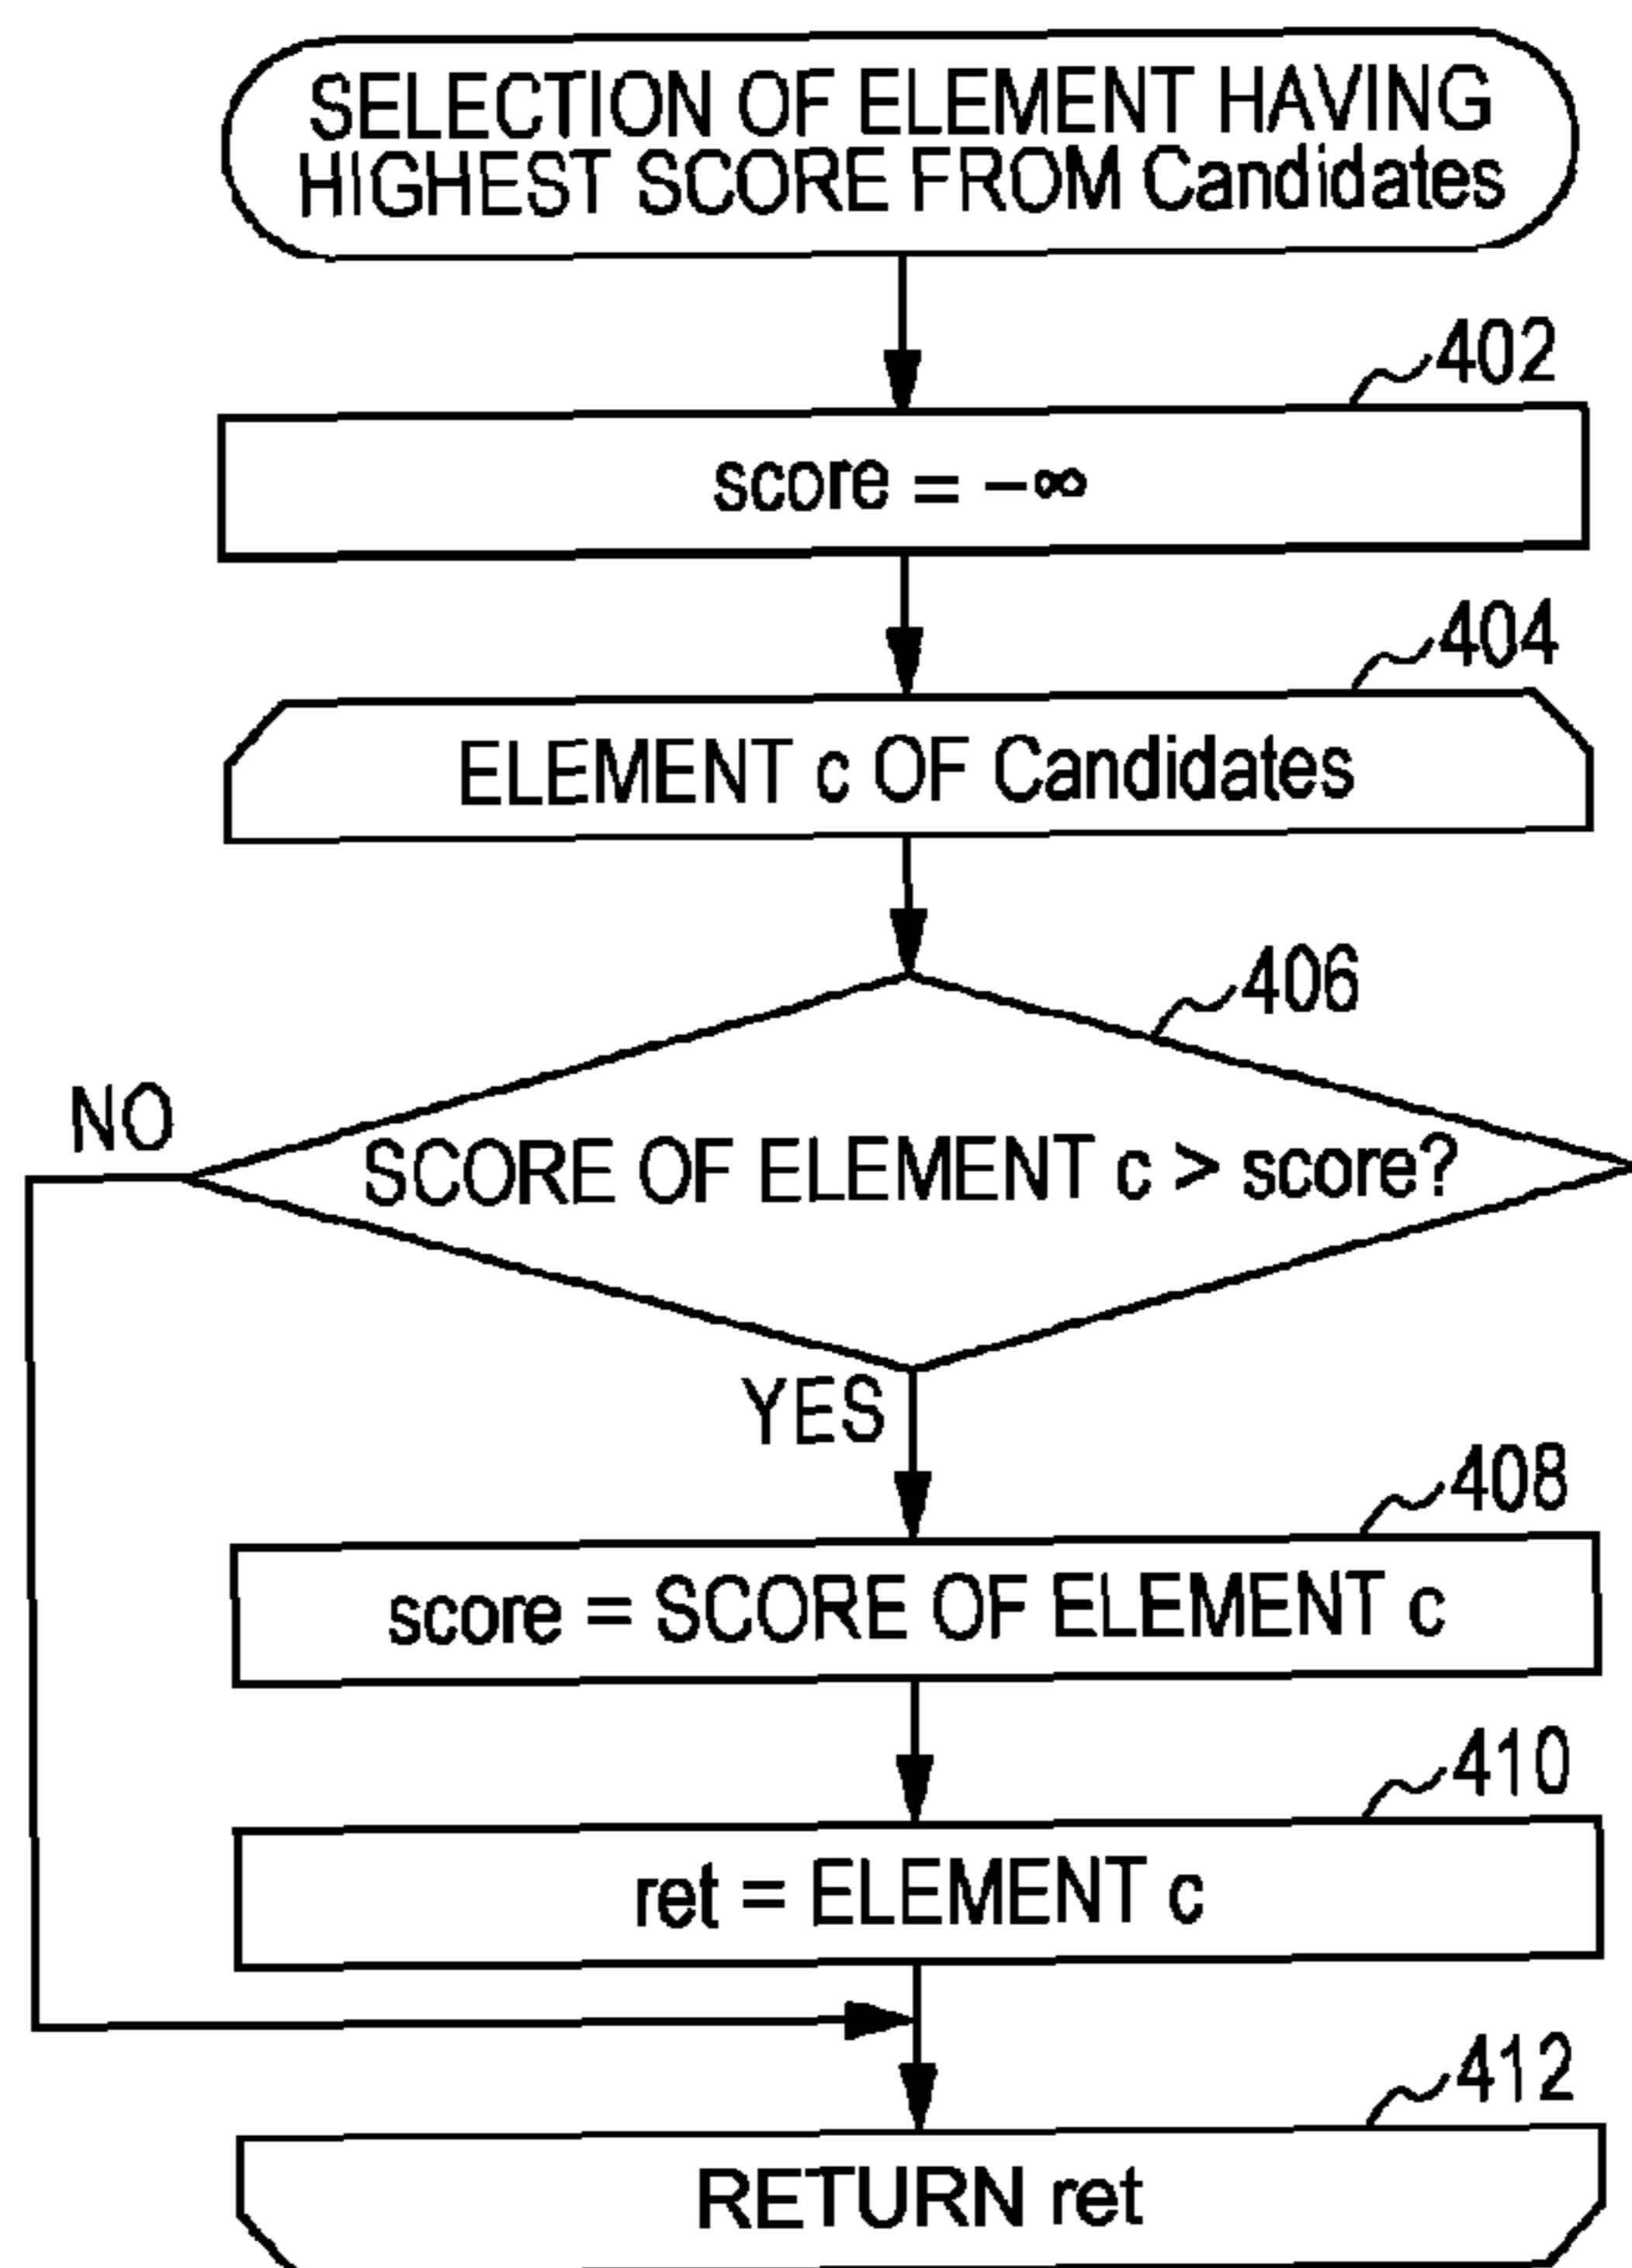 SELECTION OF ELEMENT HAVING
HIGHEST SCORE FROM Candidates
402
score = −∞
404
ELEMENT c OF Candidates
406
NO
SCORE OF ELEMENT c > score?
YES
408
score = SCORE OF ELEMENT c
410
ret = ELEMENT c
412
RETURN ret